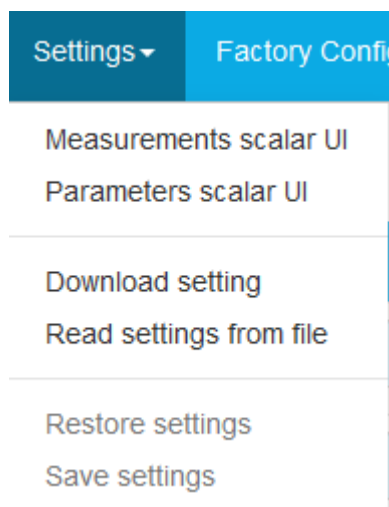 Settings Factory Confi
Measurements scalar UI
Parameters scalar UI
Download setting
Read settings from file
Restore settings
Save settings